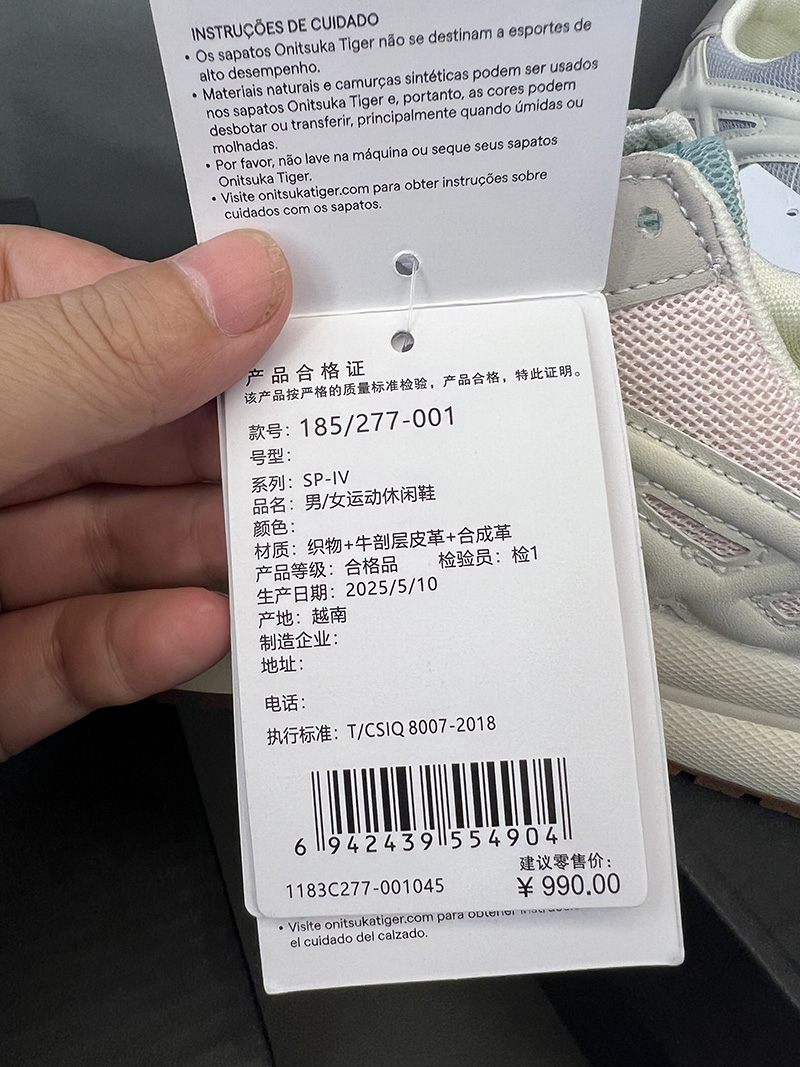 INSTRUÇÕES DE CUIDADO
• Os sapatos Onitsuka Tiger não se destinam a esportes de
alto desempenho.
• Materiais naturais e camurças sintéticas podem ser usados
nos sapatos Onitsuka Tiger e, portanto, as cores podem
desbotar ou transferir, principalmente quando úmidas ou
molhadas.
• Por favor, não lave na máquina ou seque seus sapatos
Onitsuka Tiger.
• Visite onitsukatiger.com para obter instruções sobre
cuidados com os sapatos.
产品合格证
该产品按严格的质量标准检验，产品合格，特此证明。
款号：185/277-001
号型：
系列：SP-IV
品名：男/女运动休闲鞋
颜色：
材质：织物+牛剖层皮革+合成革
产品等级：合格品 检验员：检1
生产日期：2025/5/10
产地：越南
制造企业：
地址：
电话：
执行标准：T/CSIQ 8007-2018
6 942439 554904
建议零售价：
1183C277-001045 ¥ 990.00
• Visite onitsukatiger.com para obtener
el cuidado del calzado.